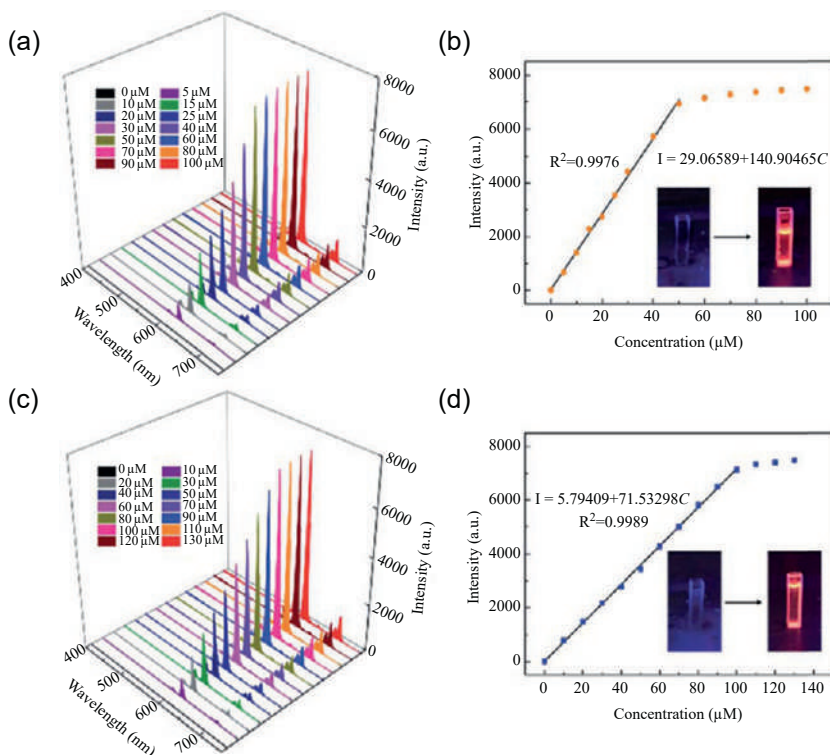 (a)
0 µM 5 µM
10 µM 15 µM
20 µM 25 µM
30 µM 40 µM
50 µM 60 µM
70 µM 80 µM
90 µM 100 µM
8000
6000
4000
2000
0
Intensity (a.u.)
400
500
600
700
Wavelength (nm)
(b)
8000
6000
4000
2000
0
Intensity (a.u.)
R²=0.9976
I = 29.06589+140.90465C
0 20 40 60 80 100
Concentration (µM)
(c)
0 µM 10 µM
20 µM 30 µM
40 µM 50 µM
60 µM 70 µM
80 µM 90 µM
100 µM 110 µM
120 µM 130 µM
8000
6000
4000
2000
0
Intensity (a.u.)
400
500
600
700
Wavelength (nm)
(d)
8000
6000
4000
2000
0
Intensity (a.u.)
I = 5.79409+71.53298C
R²=0.9989
0 20 40 60 80 100 120 140
Concentration (µM)